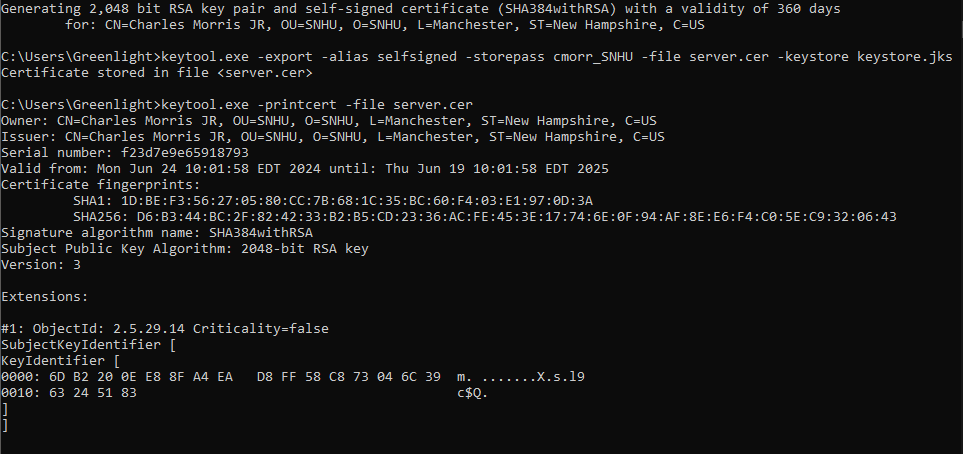 Generating 2,048 bit RSA key pair and self-signed certificate (SHA384withRSA) with a validity of 360 days
        for: CN=Charles Morris JR, OU=SNHU, O=SNHU, L=Manchester, ST=New Hampshire, C=US
C:\Users\Greenlight>keytool.exe -export -alias selfsigned -storepass cmorr_SNHU -file server.cer -keystore keystore.jks
Certificate stored in file <server.cer>
C:\Users\Greenlight>keytool.exe -printcert -file server.cer
Owner: CN=Charles Morris JR, OU=SNHU, O=SNHU, L=Manchester, ST=New Hampshire, C=US
Issuer: CN=Charles Morris JR, OU=SNHU, O=SNHU, L=Manchester, ST=New Hampshire, C=US
Serial number: f23d7e9e65918793
Valid from: Mon Jun 24 10:01:58 EDT 2024 until: Thu Jun 19 10:01:58 EDT 2025
Certificate fingerprints:
         SHA1: 1D:BE:F3:56:27:05:80:CC:7B:68:1C:35:BC:60:F4:03:E1:97:0D:3A
         SHA256: D6:B3:44:BC:2F:82:42:33:B2:B5:CD:23:36:AC:FE:45:3E:17:74:6E:0F:94:AF:8E:E6:F4:C0:5E:C9:32:06:43
Signature algorithm name: SHA384withRSA
Subject Public Key Algorithm: 2048-bit RSA key
Version: 3
Extensions:
#1: ObjectId: 2.5.29.14 Criticality=false
SubjectKeyIdentifier [
KeyIdentifier [
0000: 6D B2 20 0E E8 8F A4 EA   D8 FF 58 C8 73 04 6C 39  m. .......X.s.l9
0010: 63 24 51 83                                        c$Q.
]
]